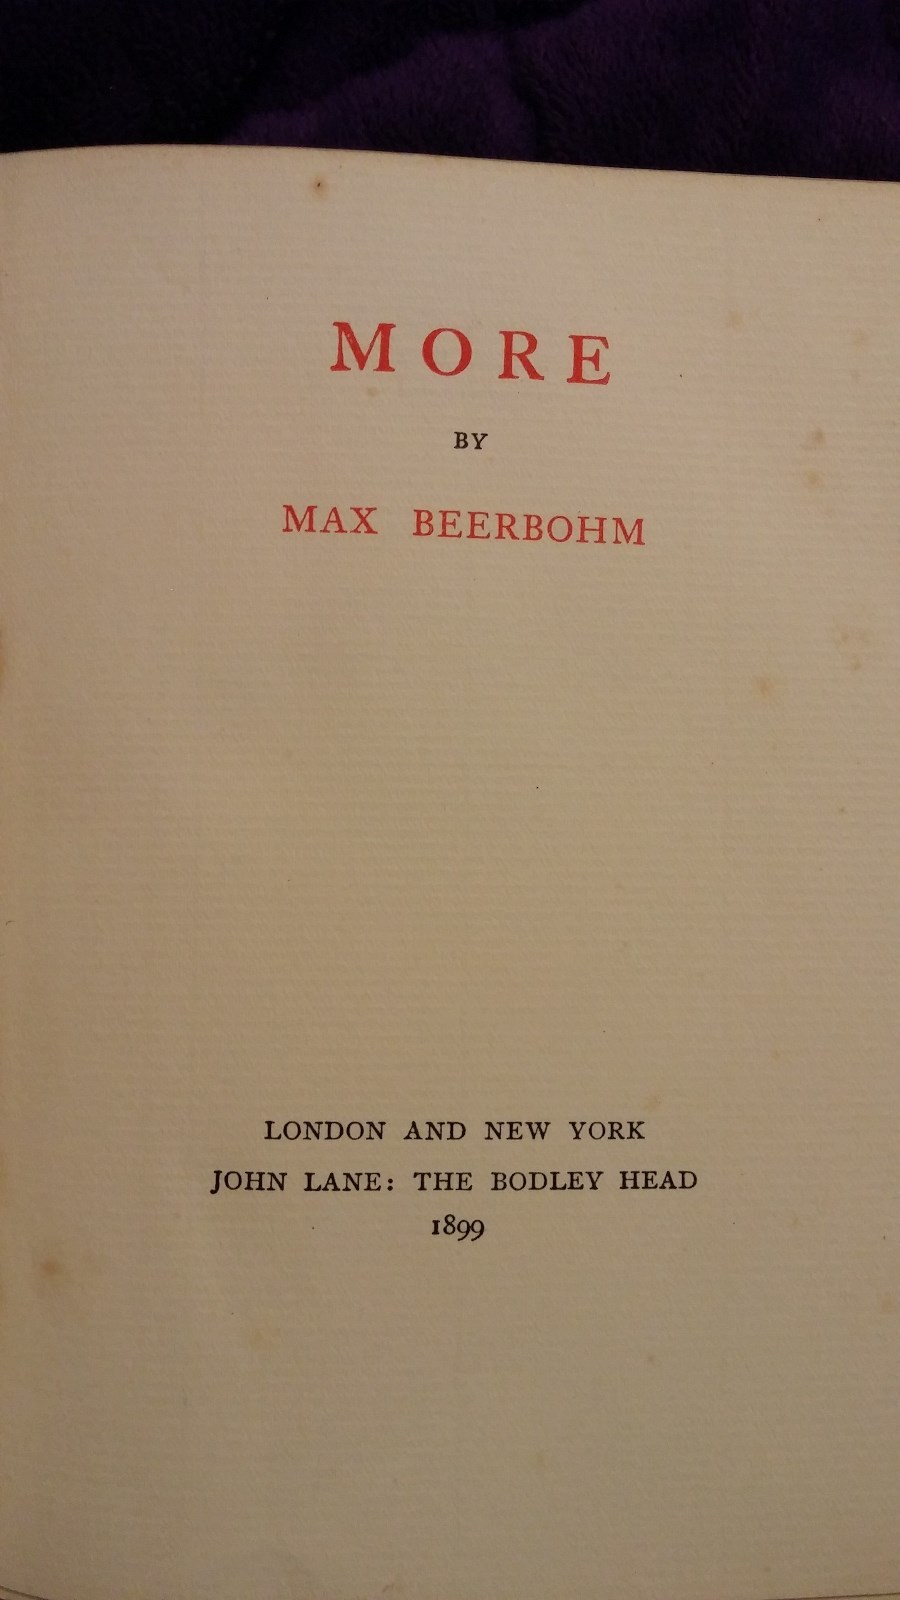 MORE
BY
MAX BEERBOHM
LONDON AND NEW YORK
JOHN LANE: THE BODLEY HEAD
1899